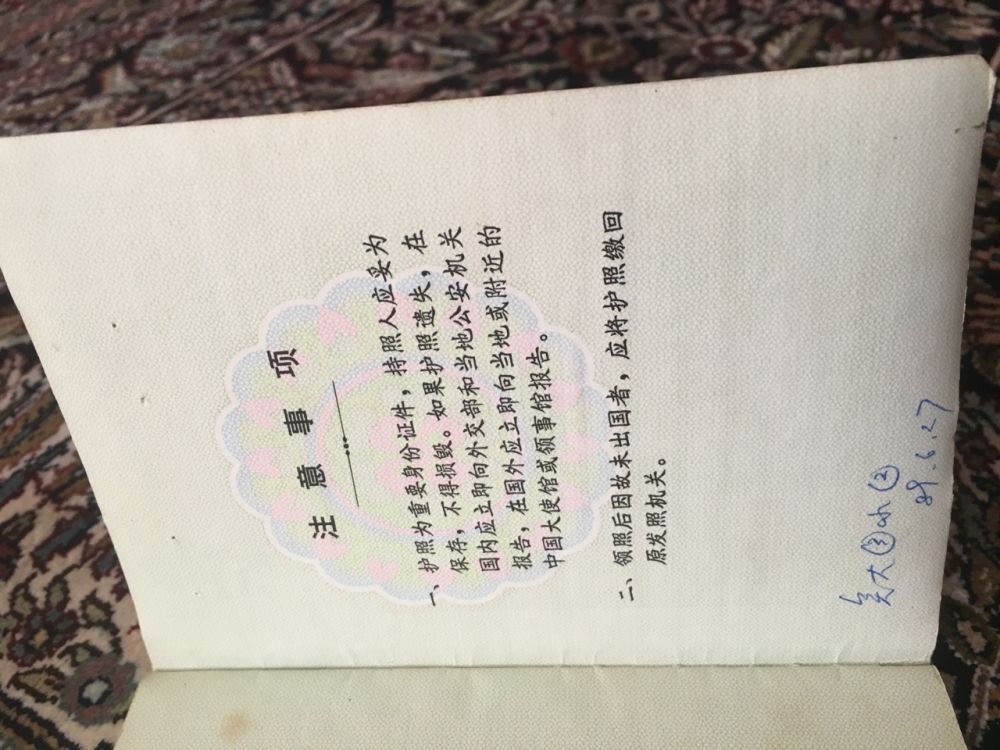 注意事项
一、护照为重要身份证件，持照人应妥为
保存，不得损毁。如果护照遗失，在
国内应立即向外交部和当地公安机关
报告，在国外应立即向当地或附近的
中国大使馆或领事馆报告。
二、领照后因故未出国者，应将护照缴回
原发照机关。
89.6.27